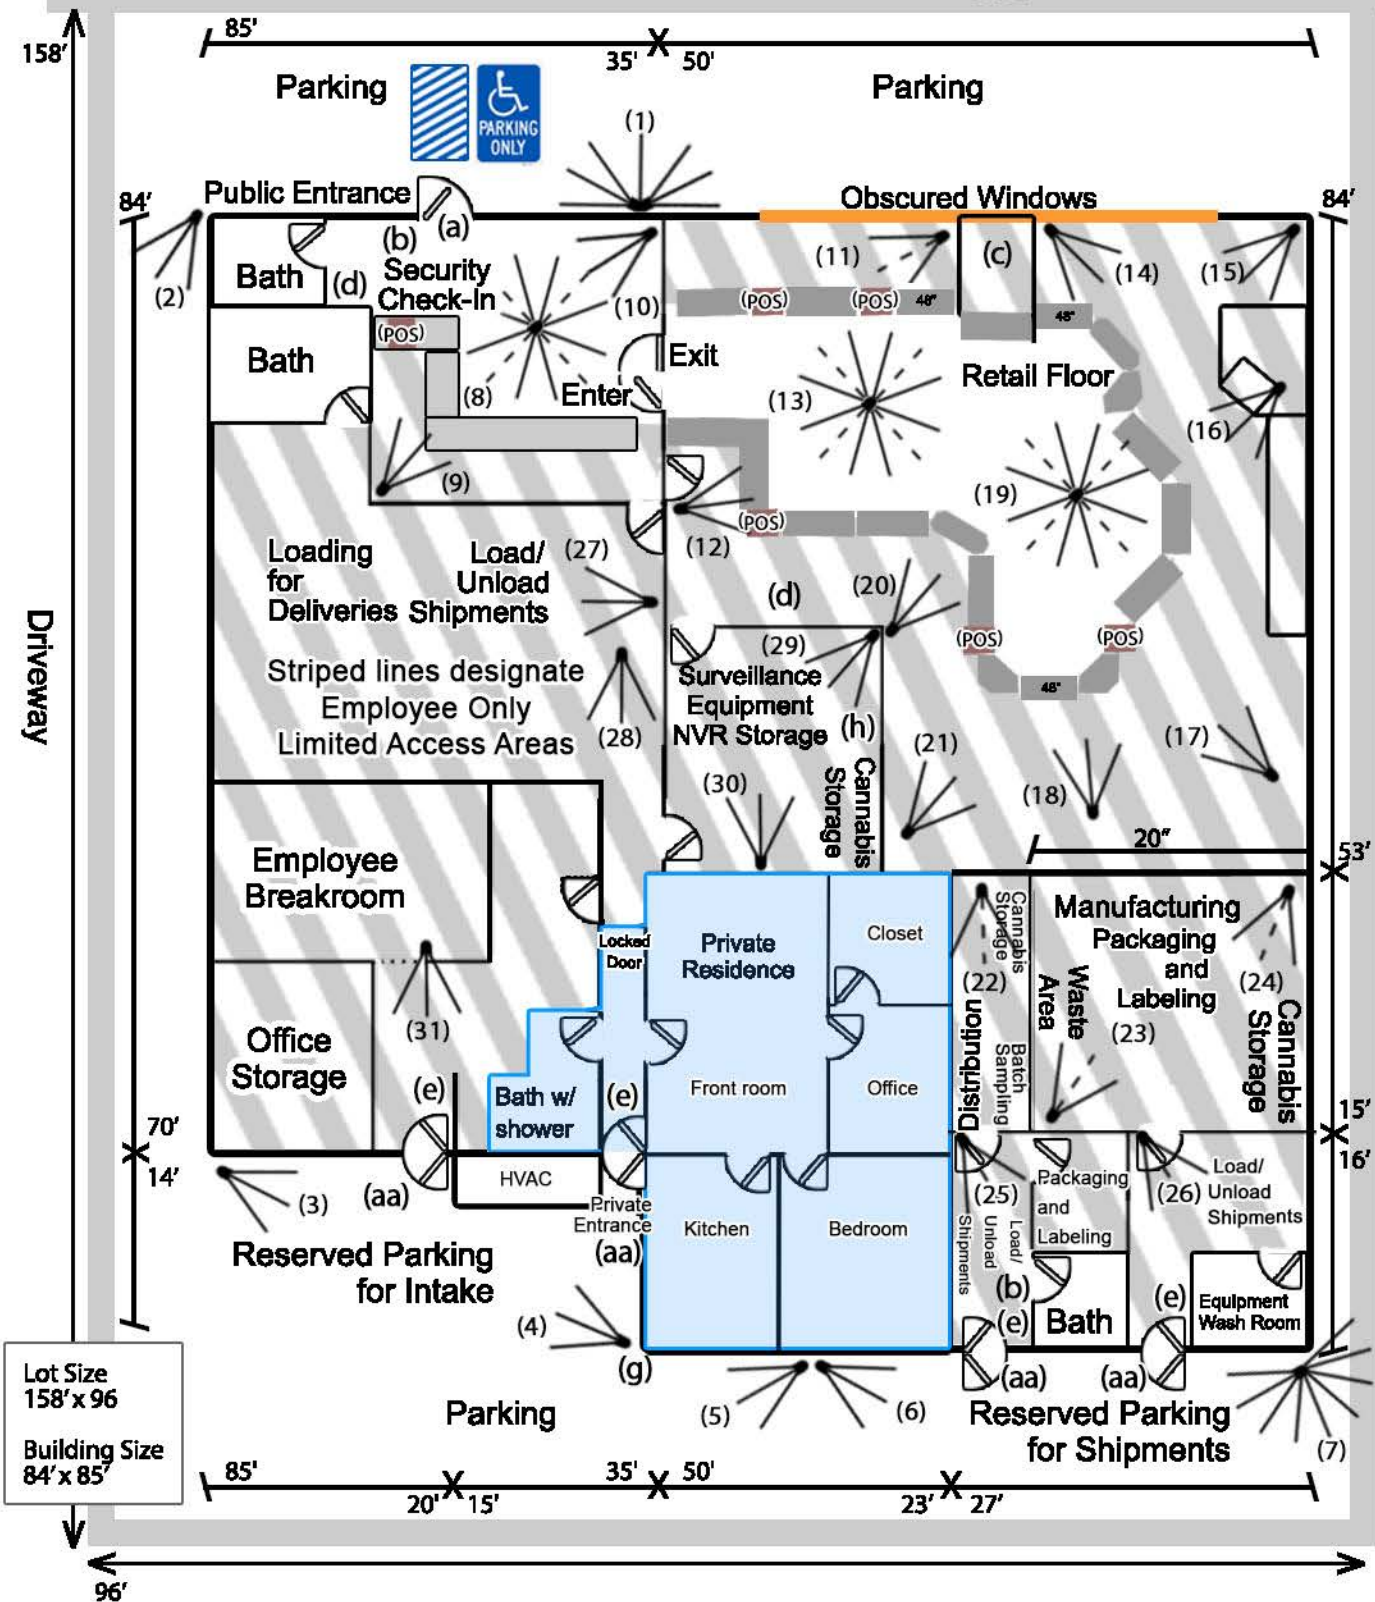 85'
158'
35' 50'
Parking
PARKING
ONLY
Parking
(1)
84'
Public Entrance
Obscured Windows
84'
(a)
(b)
(2)
Bath
(d)
Security
Check-In
(10)
(11)
(c)
(14)
(15)
(POS)
(POS)
48"
48"
(POS)
Bath
Exit
Enter
(8)
(13)
Retail Floor
(16)
(9)
(19)
(POS)
(12)
Loading
for
Deliveries
Load/
Unload
Shipments
(27)
(d)
(20)
(POS)
(POS)
(29)
Driveway
Striped lines designate
Employee Only
Limited Access Areas
(28)
Surveillance
Equipment
NVR Storage
(h)
48"
(21)
(17)
Cannabis
Storage
(30)
(18)
20"
53'
Employee
Breakroom
Locked
Door
Private
Residence
Closet
Cannabis
Storage
(22)
Manufacturing
Packaging
and
Labeling
Waste
Area
(23)
(24)
Cannabis
Storage
(31)
Office
Storage
(e)
Bath w/
shower
(e)
Front room
Office
Distribution
Batch
Sampling
70'
14'
15'
16'
(3)
(aa)
HVAC
Private
Entrance
(aa)
Kitchen
Bedroom
(25)
Packaging
and
Labeling
(26)
Load/
Unload
Shipments
Load/
Unload
Shipments
Reserved Parking
for Intake
(b)
(e)
Bath
(e)
Equipment
Wash Room
(4)
(g)
Lot Size
158' x 96
Building Size
84' x 85'
Parking
(5)
(6)
(aa)
(aa)
Reserved Parking
for Shipments
(7)
85'
35' 50'
20' 15'
23' 27'
96'